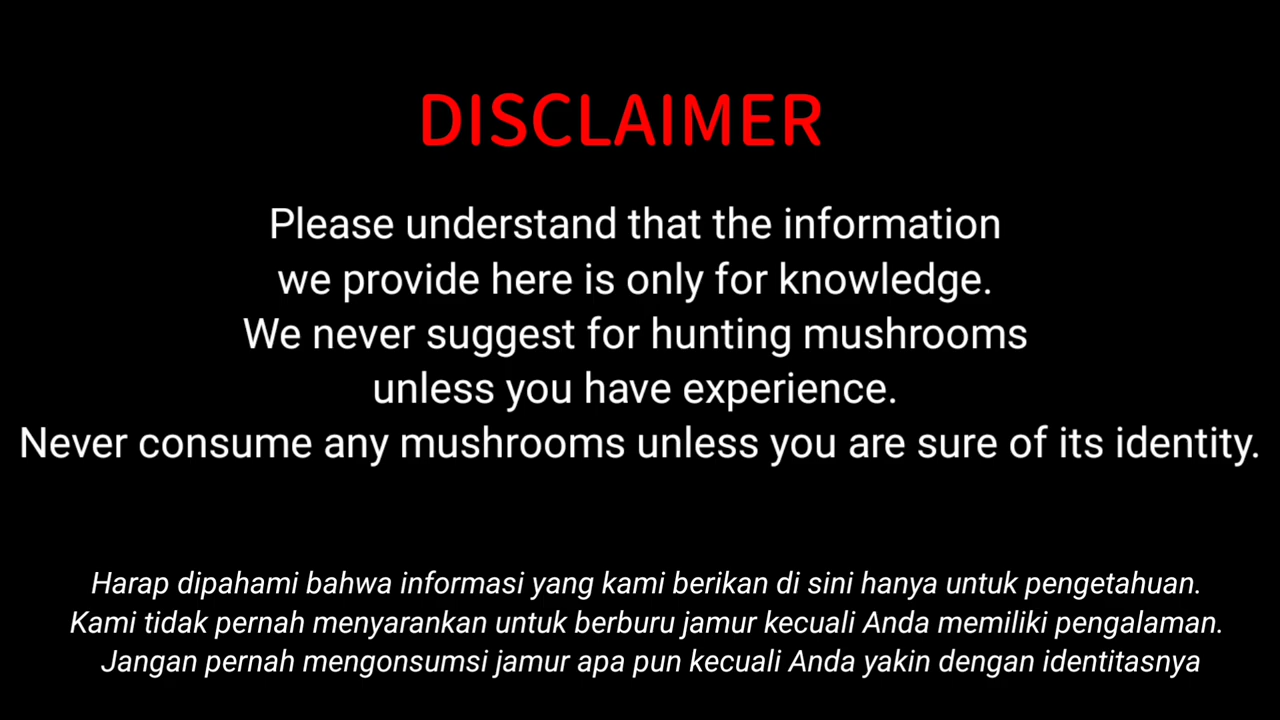 DISCLAIMER
Please understand that the information
we provide here is only for knowledge.
We never suggest for hunting mushrooms
unless you have experience.
Never consume any mushrooms unless you are sure of its identity.
Harap dipahami bahwa informasi yang kami berikan di sini hanya untuk pengetahuan.
Kami tidak pernah menyarankan untuk berburu jamur kecuali Anda memiliki pengalaman.
Jangan pernah mengonsumsi jamur apa pun kecuali Anda yakin dengan identitasnya